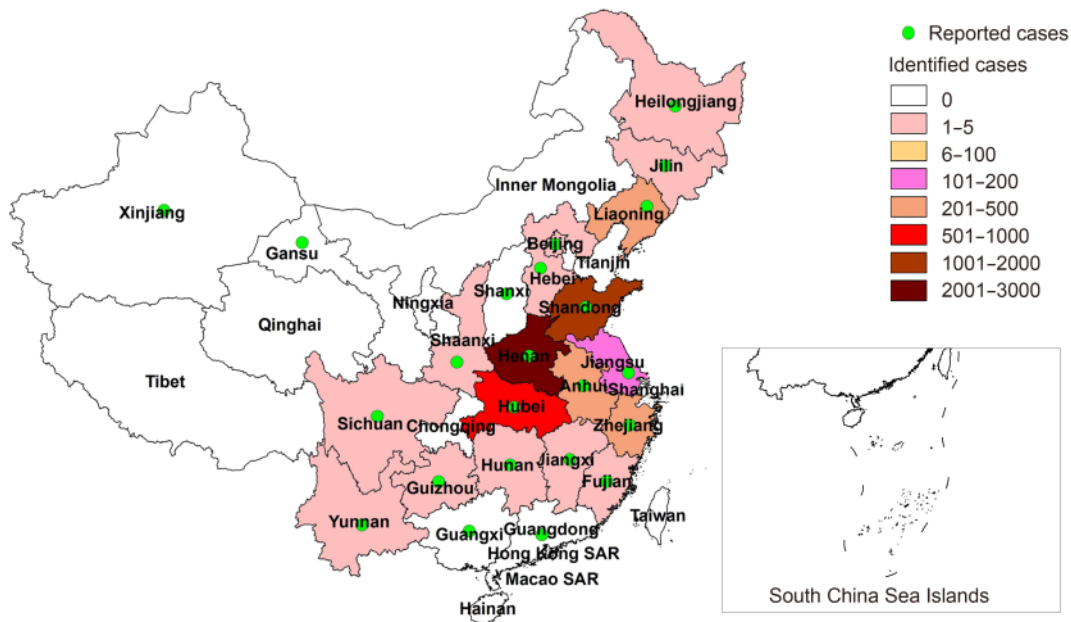 Reported cases
Identified cases
0
1–5
6–100
101–200
201–500
501–1000
1001–2000
2001–3000
Heilongjiang
Jilin
Inner Mongolia
Liaoning
Xinjiang
Beijing
Gansu
Tianjin
Hebei
Shanxi
Ningxia
Shandong
Qinghai
Shaanxi
Henan
Jiangsu
Tibet
Anhui
Shanghai
Hubei
Sichuan
Chongqing
Zhejiang
Hunan
Jiangxi
Guizhou
Fujian
Yunnan
Taiwan
Guangxi
Guangdong
Hong Kong SAR
Macao SAR
Hainan
South China Sea Islands